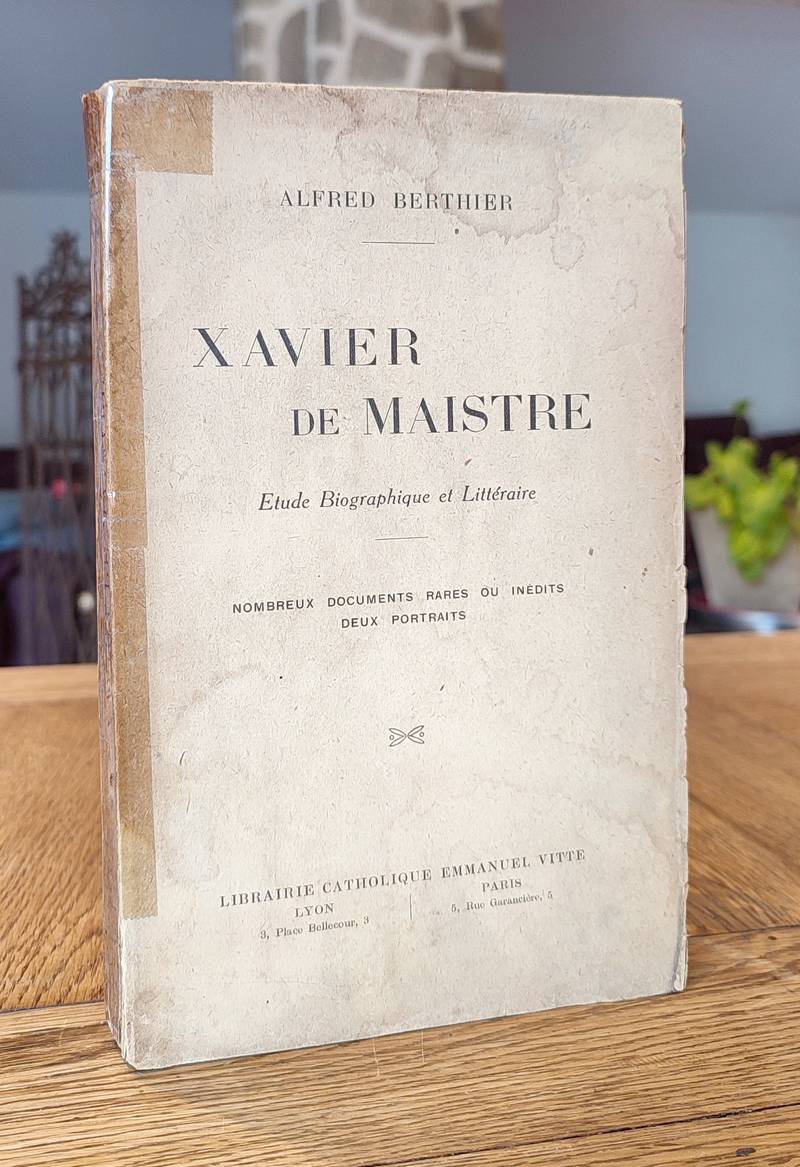 ALFRED BERTHIER
XAVIER
DE MAISTRE
Etude Biographique et Littéraire
NOMBREUX DOCUMENTS RARES OU INÉDITS
DEUX PORTRAITS
LIBRAIRIE CATHOLIQUE EMMANUEL VITTE
LYON
3, Place Bellecour, 3
PARIS
5, Rue Garancière, 5